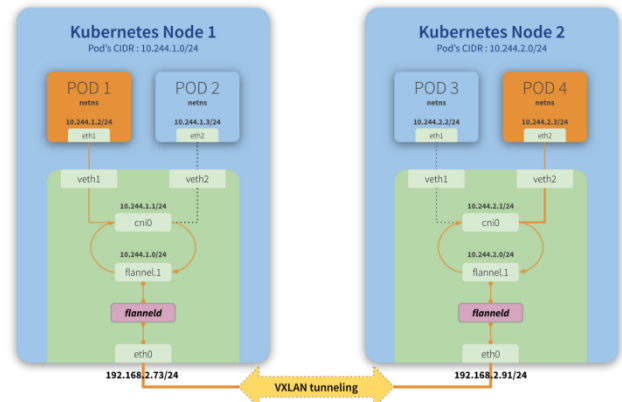 Kubernetes Node 1
Pod's CIDR : 10.244.1.0/24
POD 1
netns
10.244.1.2/24
eth1
POD 2
netns
10.244.1.3/24
eth2
veth1
veth2
10.244.1.1/24
cni0
10.244.1.0/24
flannel.1
flanneld
eth0
192.168.2.73/24
Kubernetes Node 2
Pod's CIDR : 10.244.2.0/24
POD 3
netns
10.244.2.2/24
eth1
POD 4
netns
10.244.2.3/24
eth2
veth1
veth2
10.244.2.1/24
cni0
10.244.2.0/24
flannel.1
flanneld
eth0
192.168.2.91/24
VXLAN tunneling